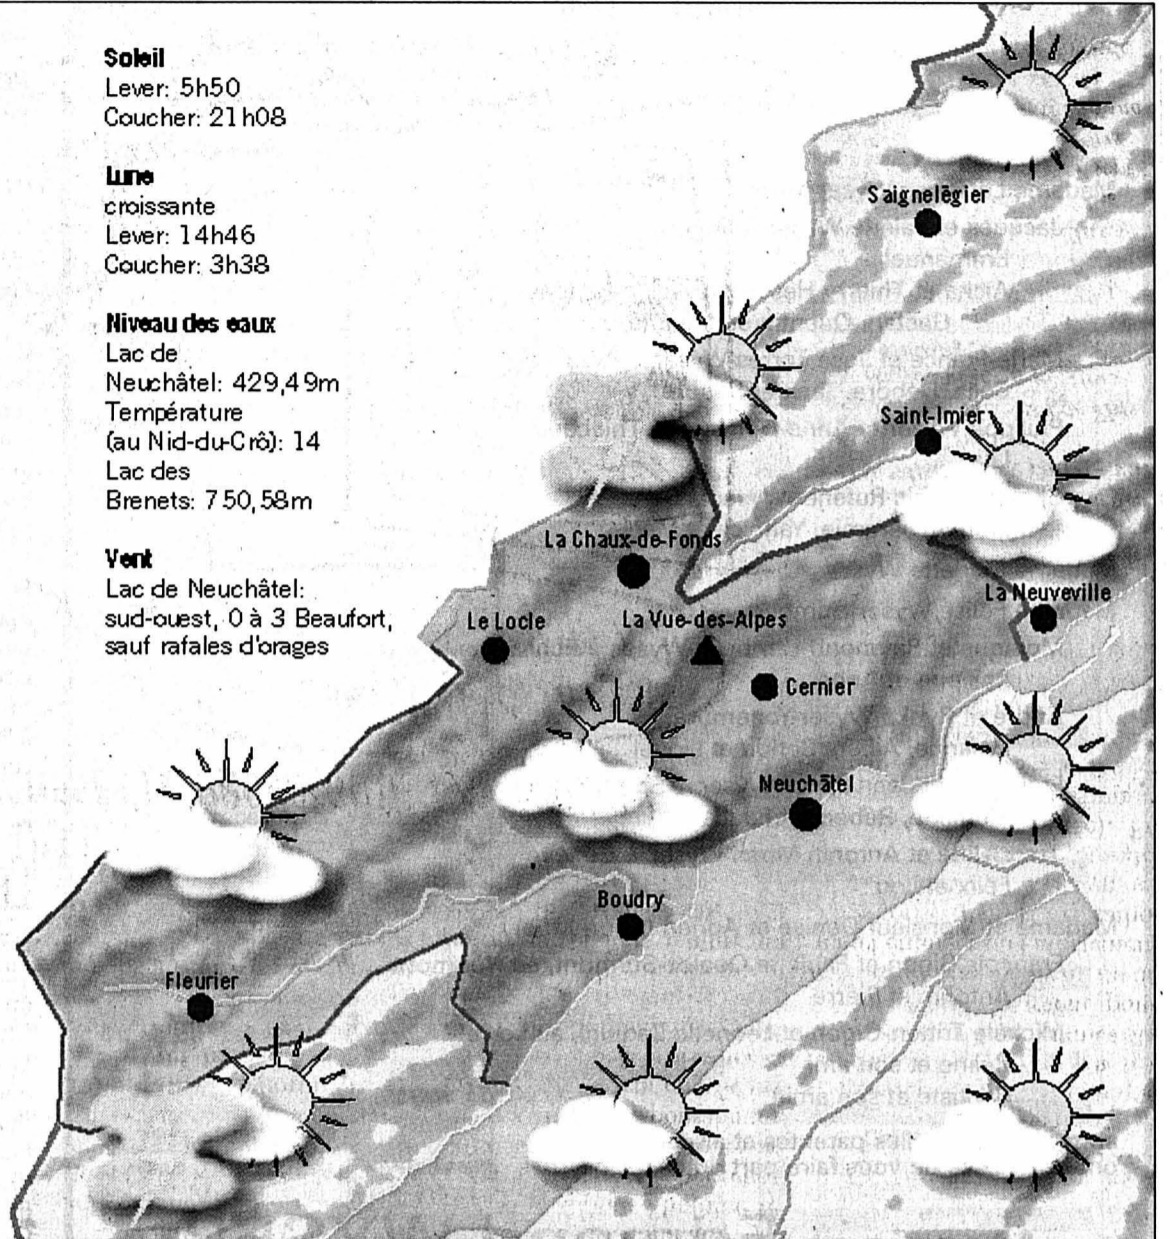 Soleil
Lever: 5h50
Coucher: 21h08
Lune
croissante
Lever: 14h46
Coucher: 3h38
Niveau des eaux
Lac de
Neuchâtel: 429,49m
Température
(au Nid-du-Crô): 14
Lac des
Brenets: 750,58m
Vent
Lac de Neuchâtel:
sud-ouest, 0 à 3 Beaufort,
sauf rafales d'orages
Saignelēgier
Saint-Imier
La Chaux-de-Fonds
La Neuveville
Le Locle
La Vue-des-Alpes
Cernier
Neuchātel
Boudry
Fleurier